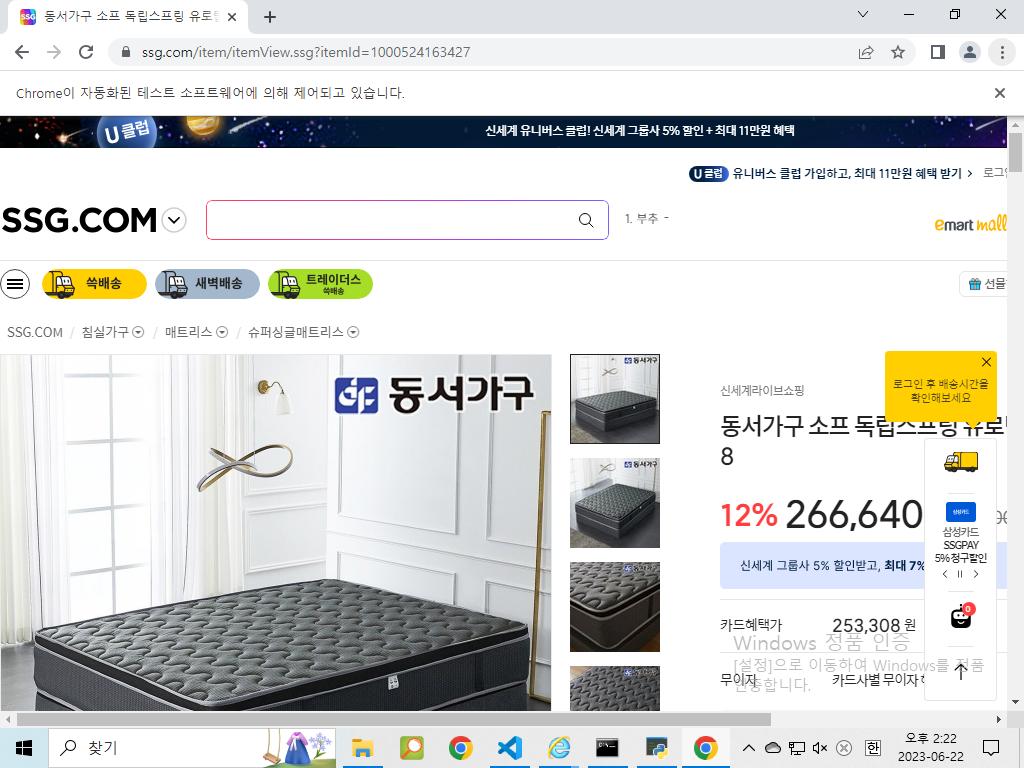 동서가구 소프 독립스프링 유로탑
ssg.com/item/itemView.ssg?itemId=1000524163427
Chrome이 자동화된 테스트 소프트웨어에 의해 제어되고 있습니다.
U 클럽
신세계 유니버스 클럽! 신세계 그룹사 5% 할인 + 최대 11만원 혜택
U 클럽 유니버스 클럽 가입하고, 최대 11만원 혜택 받기 >
SSG.COM
1. 부추 -
emart mall
쓱배송
새벽배송
트레이더스
쓱배송
선물
SSG.COM / 침실가구 / 매트리스 / 슈퍼싱글매트리스
동서가구
동서가구
동서가구
신세계라이브쇼핑
로그인 후 배송시간을
확인해보세요
동서가구 소프 독립스프링 유로
8
12% 266,640
삼성카드
삼성카드
SSGPAY
5% 청구할인
신세계 그룹사 5% 할인받고, 최대 7%
0
카드혜택가 253,308 원
무이자 카드사별 무이자
Windows 정품 인증
[설정]으로 이동하여 Windows를 정품
인증합니다.
찾기
한
오후 2:22
2023-06-22